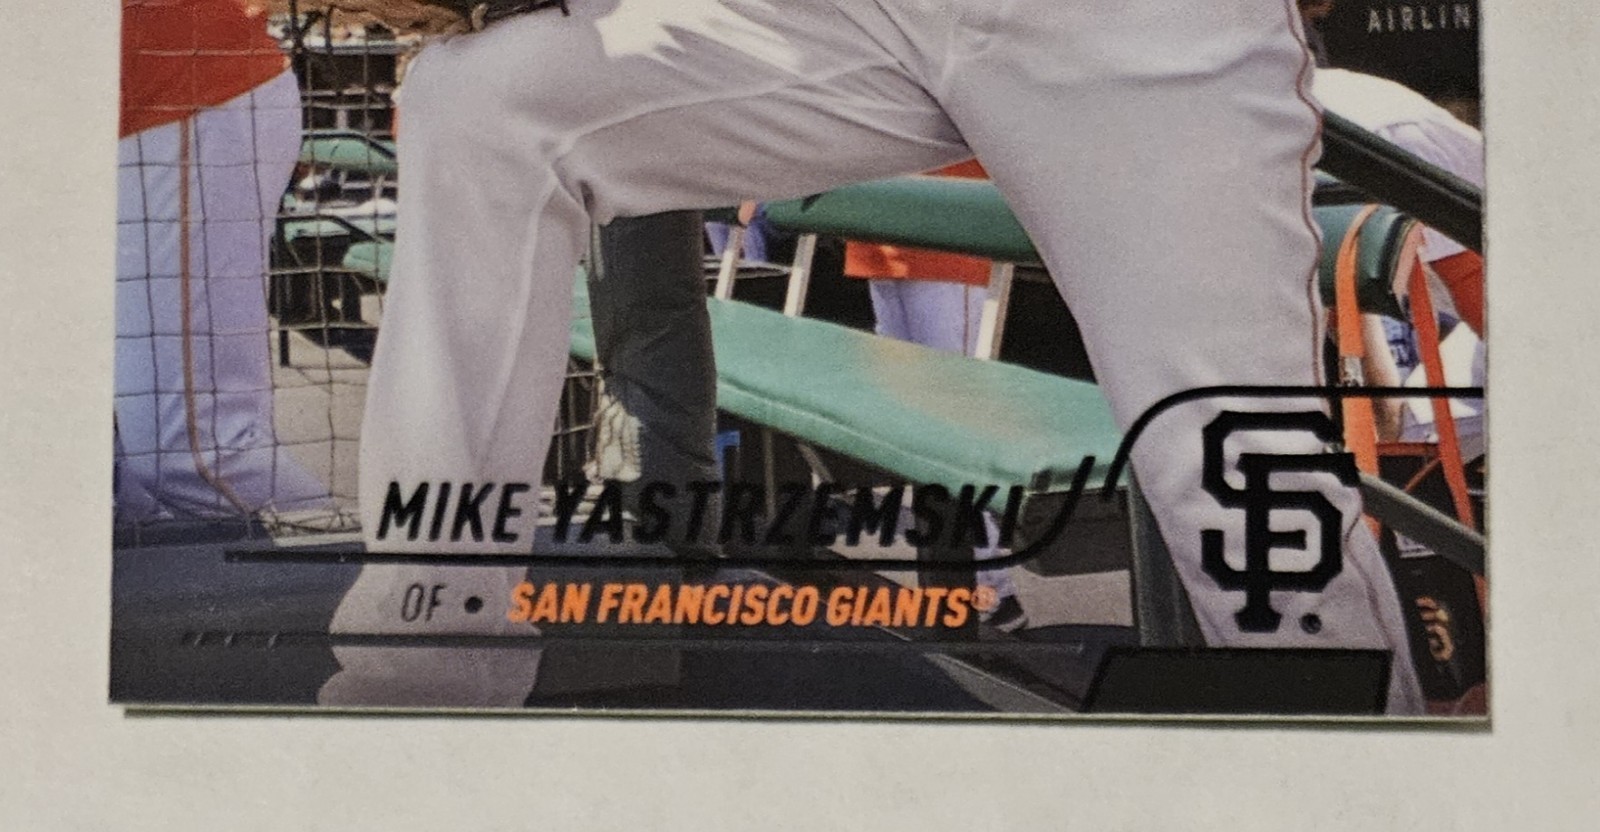 AIRLIN
MIKE YASTRZEMSKI
OF • SAN FRANCISCO GIANTS®
SF